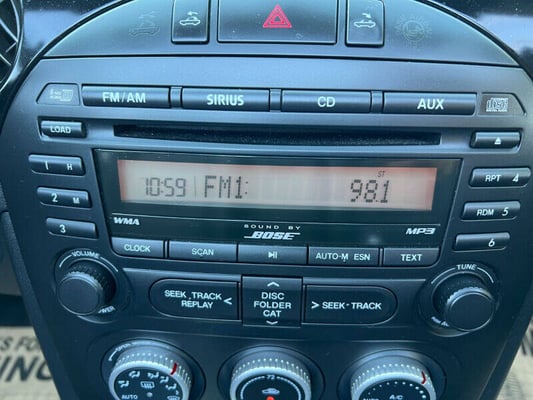 FM/AM SIRIUS CD AUX
LOAD
1 H RPT 4
10:59 FM1: ST 98.1
2 M RDM 5
WMA SOUND BY BOSE MP3
3 6
CLOCK SCAN AUTO-M TEXT
VOLUME TUNE
SEEK TRACK REPLAY DISC FOLDER CAT SEEK-TRACK
AUTO 72 A/C